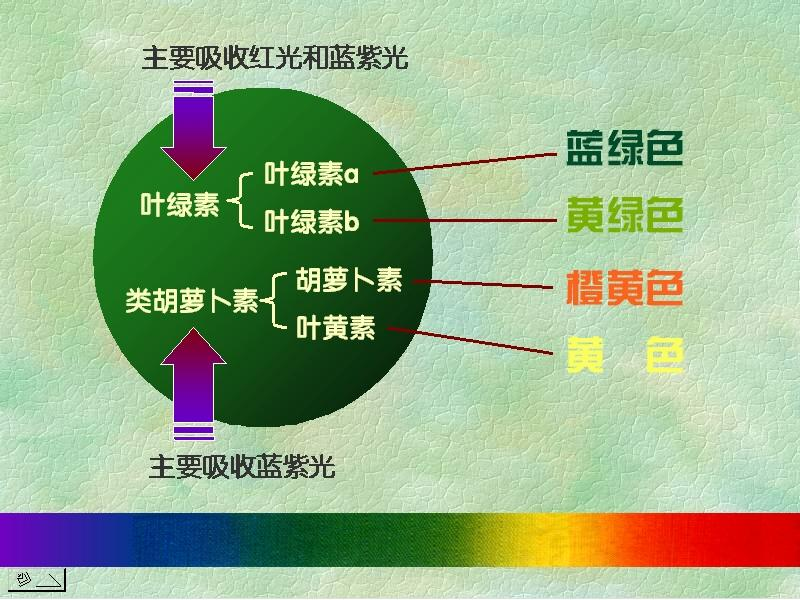 主要吸收红光和蓝紫光
叶绿素
叶绿素a
蓝绿色
叶绿素b
黄绿色
类胡萝卜素
胡萝卜素
橙黄色
叶黄素
黄 色
主要吸收蓝紫光